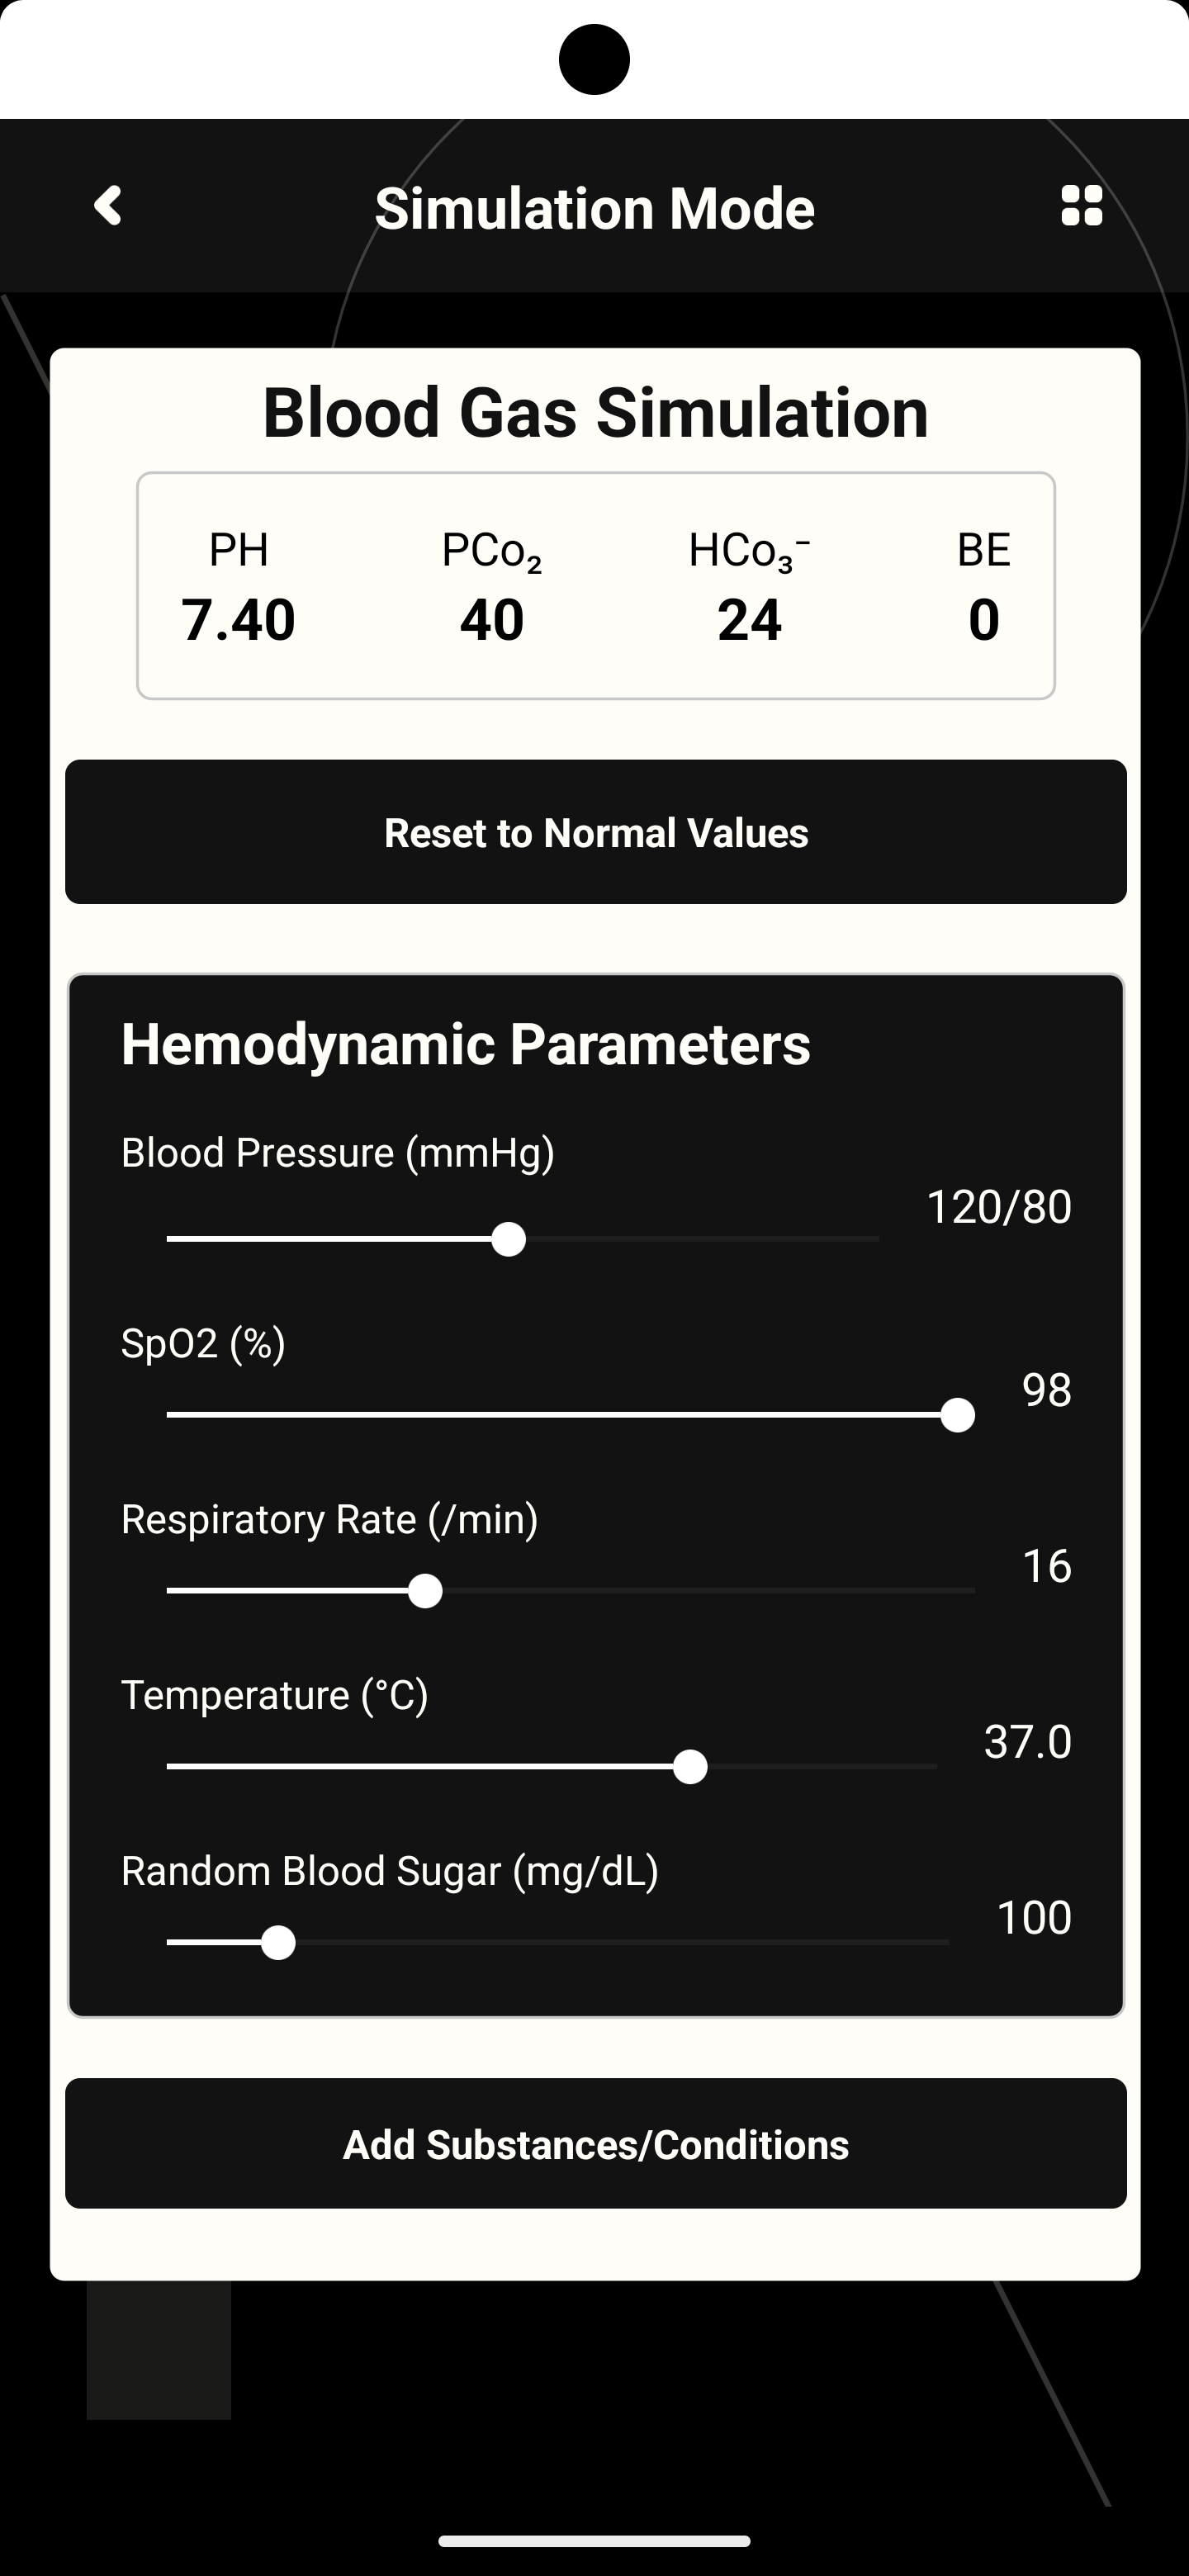 Simulation Mode
Blood Gas Simulation
PH PCo₂ HCo₃⁻ BE
7.40 40 24 0
Reset to Normal Values
Hemodynamic Parameters
Blood Pressure (mmHg)
120/80
SpO2 (%)
98
Respiratory Rate (/min)
16
Temperature (°C)
37.0
Random Blood Sugar (mg/dL)
100
Add Substances/Conditions